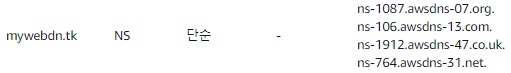 ns-1087.awsdns-07.org.
ns-106.awsdns-13.com.
mywebdn.tk NS 단순 -
ns-1912.awsdns-47.co.uk.
ns-764.awsdns-31.net.